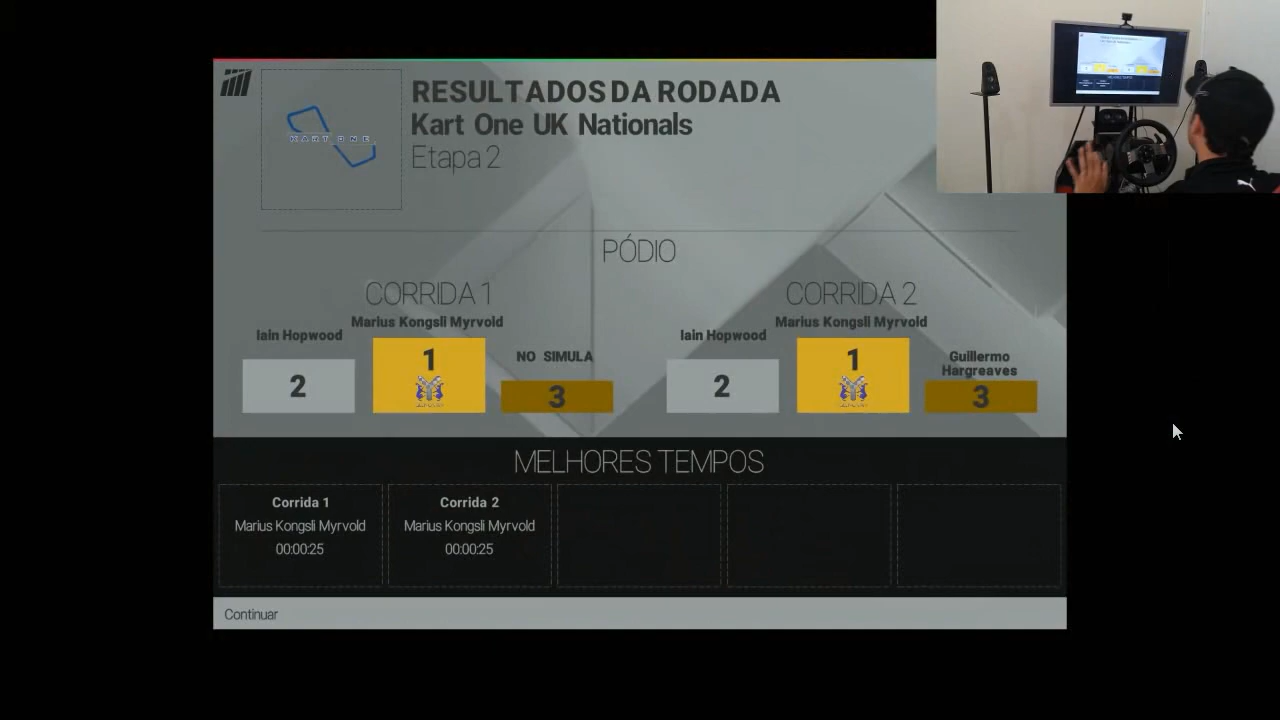 RESULTADOS DA RODADA
Kart One UK Nationals
Etapa 2
KART ONE
PÓDIO
CORRIDA 1
Marius Kongsli Myrvold
Iain Hopwood
NO SIMULA
1
2
3
CORRIDA 2
Marius Kongsli Myrvold
Iain Hopwood
Guillermo
Hargreaves
1
2
3
MELHORES TEMPOS
Corrida 1
Marius Kongsli Myrvold
00:00:25
Corrida 2
Marius Kongsli Myrvold
00:00:25
Continuar